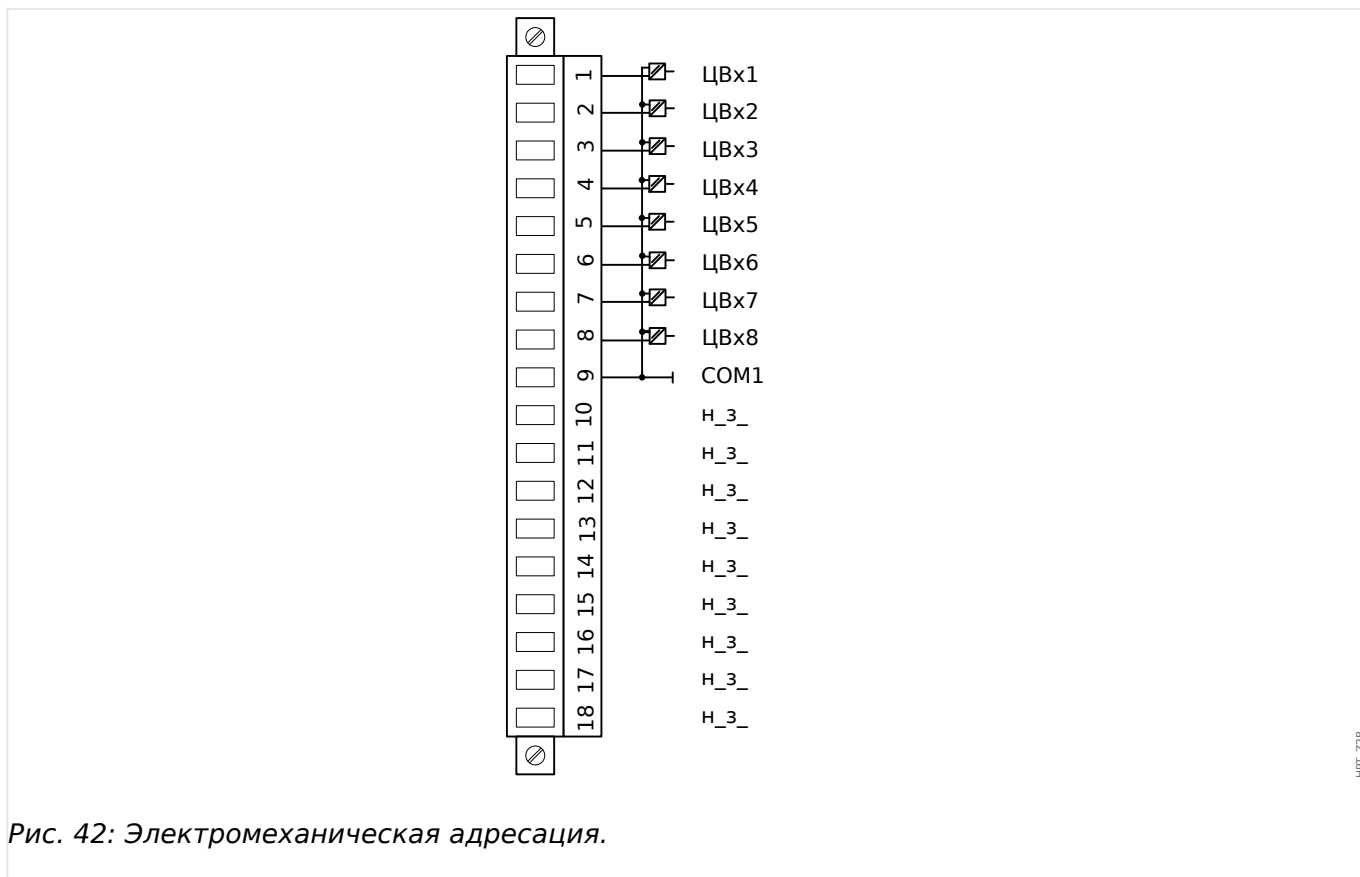 1 ЦВх1
2 ЦВх2
3 ЦВх3
4 ЦВх4
5 ЦВх5
6 ЦВх6
7 ЦВх7
8 ЦВх8
9 COM1
10 н_з_
11 н_з_
12 н_з_
13 н_з_
14 н_з_
15 н_з_
16 н_з_
17 н_з_
18 н_з_
Рис. 42: Электромеханическая адресация.